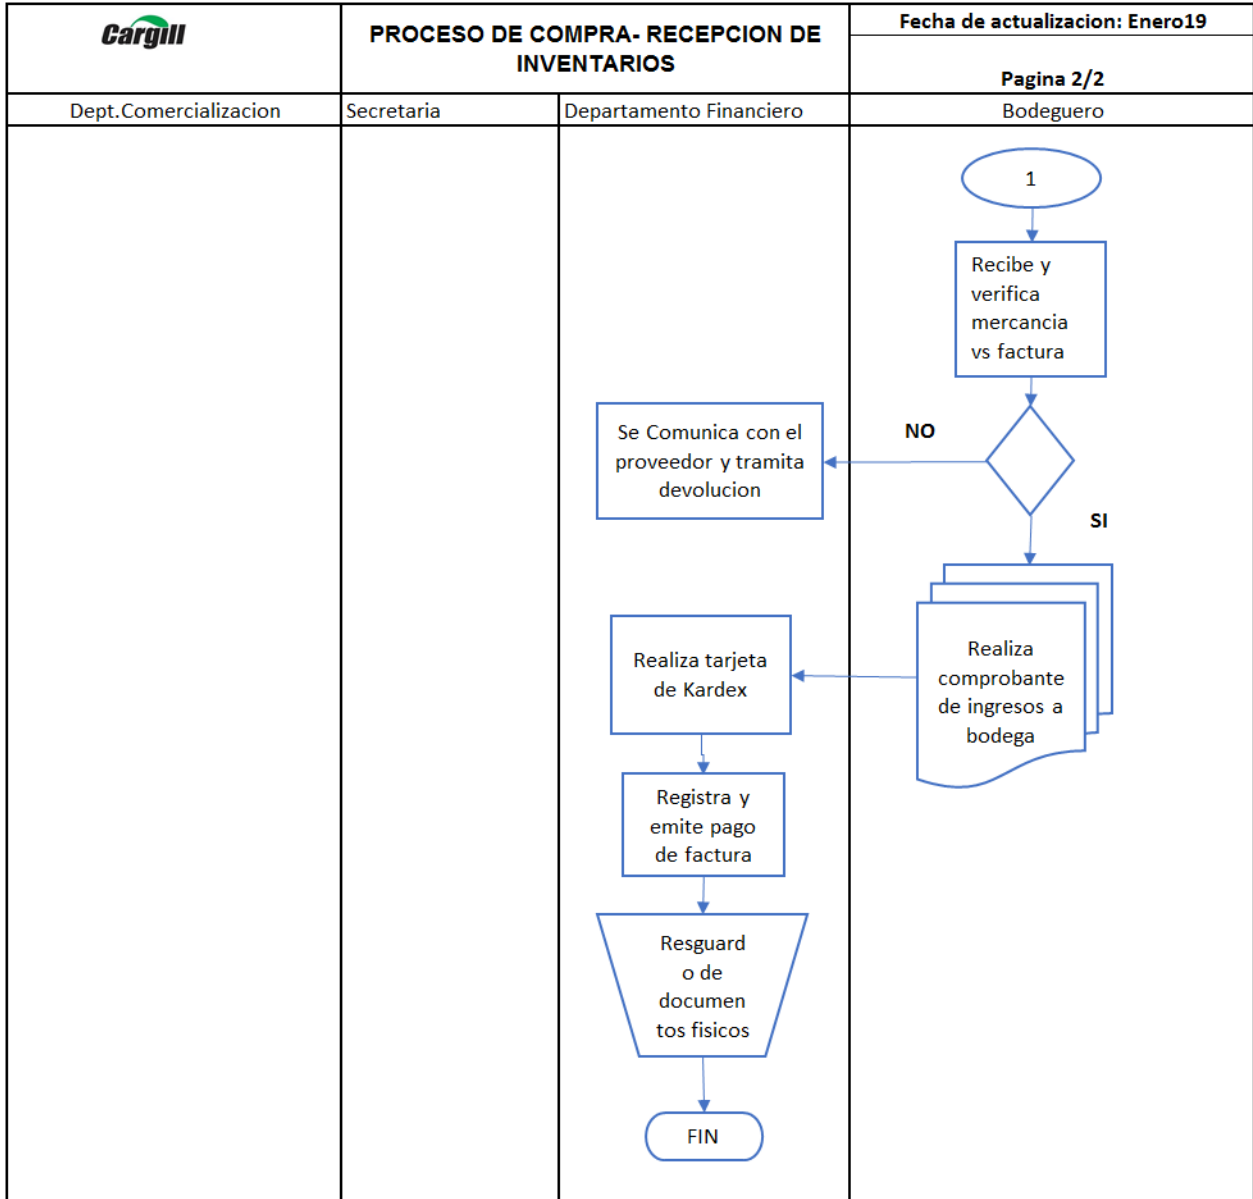 Cargill
PROCESO DE COMPRA- RECEPCION DE
INVENTARIOS
Fecha de actualizacion: Enero19
Pagina 2/2
Dept.Comercializacion
Secretaria
Departamento Financiero
Bodeguero
1
Recibe y
verifica
mercancia
vs factura
NO
Se Comunica con el
proveedor y tramita
devolucion
SI
Realiza
comprobante
de ingresos a
bodega
Realiza tarjeta
de Kardex
Registra y
emite pago
de factura
Resguard
o de
documen
tos fisicos
FIN